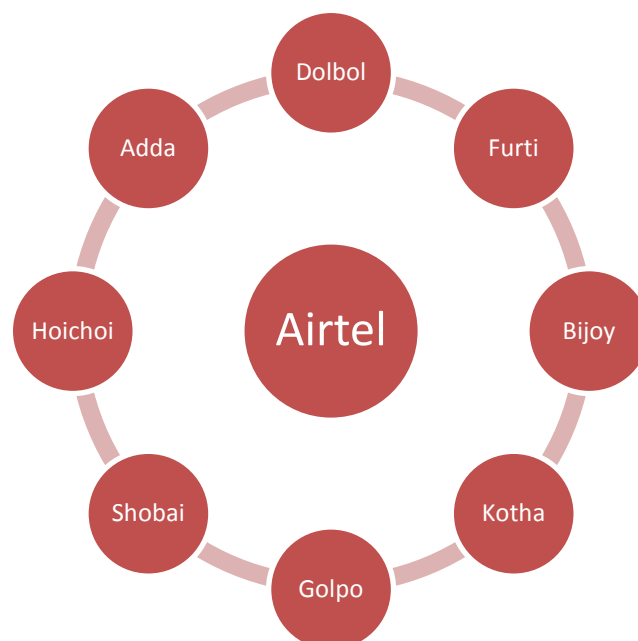 Dolbol
Adda
Furti
Hoichoi
Airtel
Bijoy
Shobai
Kotha
Golpo